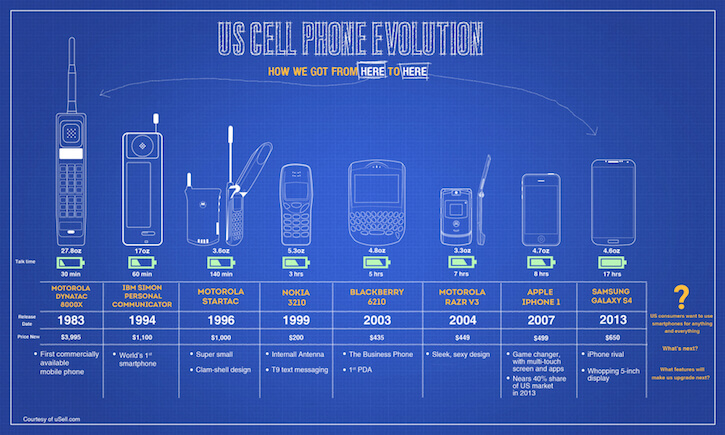 US CELL PHONE EVOLUTION
HOW WE GOT FROM HERE TO HERE
27.8oz
17oz
3.6oz
5.3oz
4.6oz
3.3oz
4.7oz
4.6oz
Talk time
30 min
60 min
140 min
3 hrs
5 hrs
7 hrs
8 hrs
17 hrs
MOTOROLA
DYNATAC
8000X
IBM SIMON
PERSONAL
COMMUNICATOR
MOTOROLA
STARTAC
NOKIA
3210
BLACKBERRY
6210
MOTOROLA
RAZR V3
APPLE
IPHONE 1
SAMSUNG
GALAXY S4
?
Release
Date
1983
1994
1996
1999
2003
2004
2007
2013
Price New
$3,995
$1,100
$1,000
$200
$435
$449
$499
$650
• First commercially
available
mobile phone
• World's 1st
smartphone
• Super small
• Clam-shell design
• Internall Antenna
• T9 text messaging
• The Business Phone
• 1st PDA
• Sleek, sexy design
• Game changer,
with multi-touch
screen and apps
• Nears 40% share
of US market
in 2013
• iPhone rival
• Whopping 5-inch
display
US consumers want to use
smartphones for anything
and everything
What's next?
What features will
make us upgrade next?
Courtesy of uSell.com